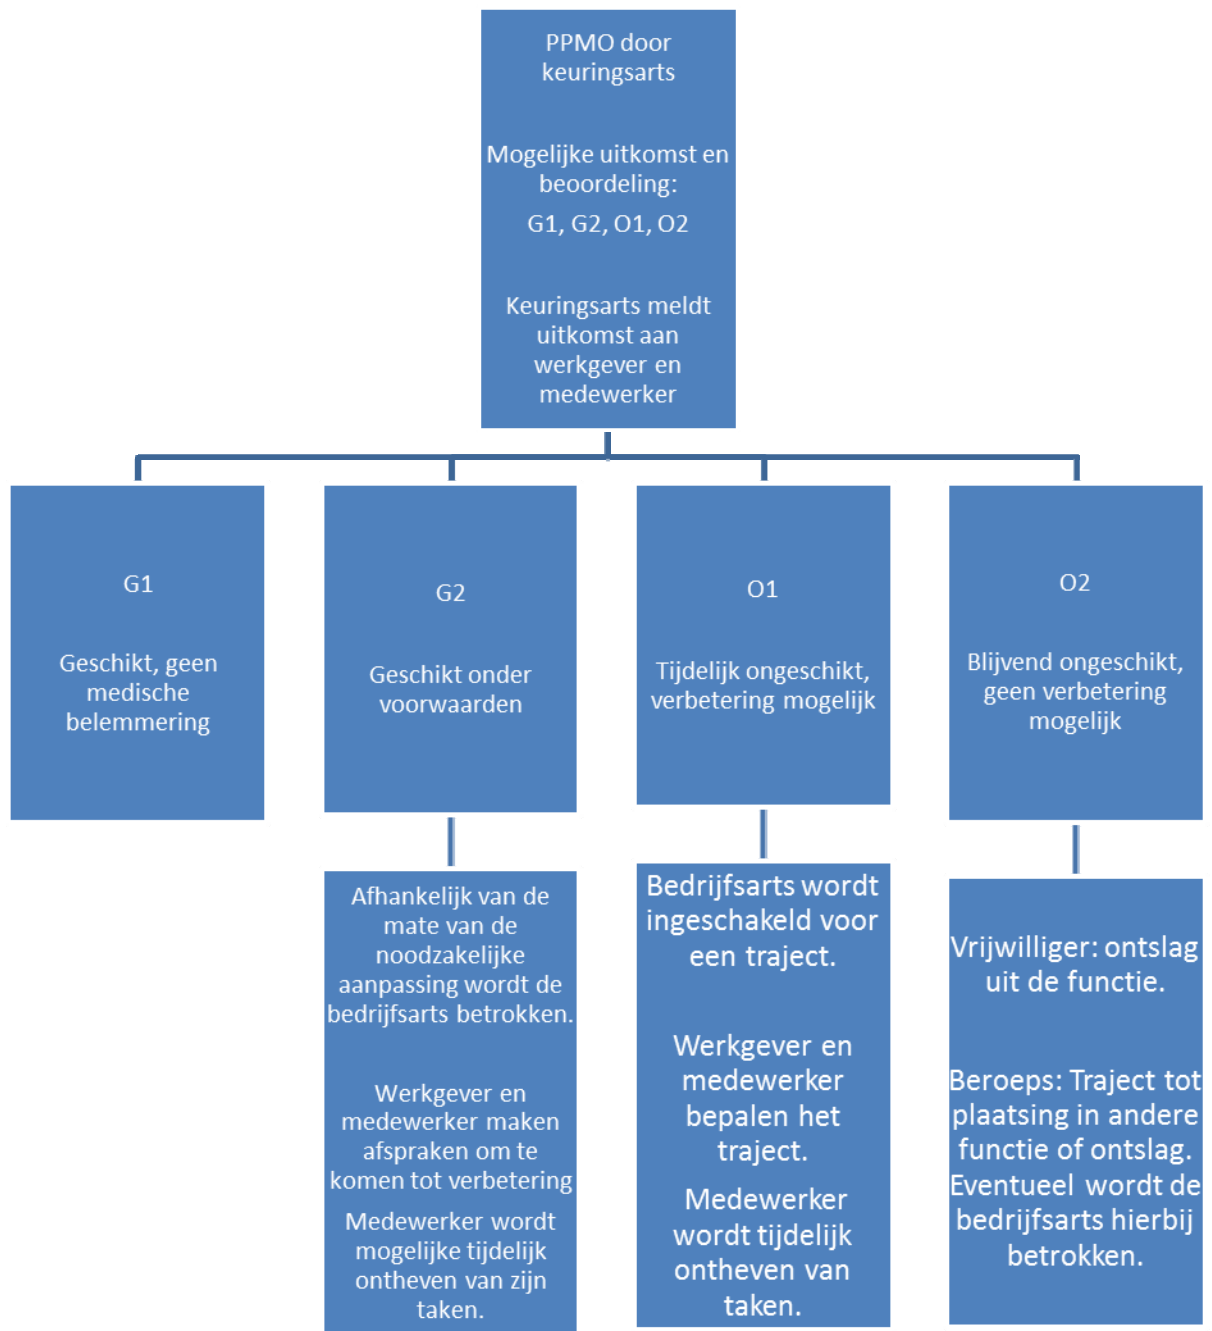 PPMO door
keuringsarts
Mogelijke uitkomst en
beoordeling:
G1, G2, O1, O2
Keuringsarts meldt
uitkomst aan
werkgever en
medewerker
G1
Geschikt, geen
medische
belemmering
G2
Geschikt onder
voorwaarden
O1
Tijdelijk ongeschikt,
verbetering mogelijk
O2
Blijvend ongeschikt,
geen verbetering
mogelijk
Afhankelijk van de
mate van de
noodzakelijke
aanpassing wordt de
bedrijfsarts betrokken.
Werkgever en
medewerker maken
afspraken om te
komen tot verbetering
Medewerker wordt
mogelijke tijdelijk
ontheven van zijn
taken.
Bedrijfsarts wordt
ingeschakeld voor
een traject.
Werkgever en
medewerker
bepalen het
traject.
Medewerker
wordt tijdelijk
ontheven van
taken.
Vrijwilliger: ontslag
uit de functie.
Beroeps: Traject tot
plaatsing in andere
functie of ontslag.
Eventueel wordt de
bedrijfsarts hierbij
betrokken.